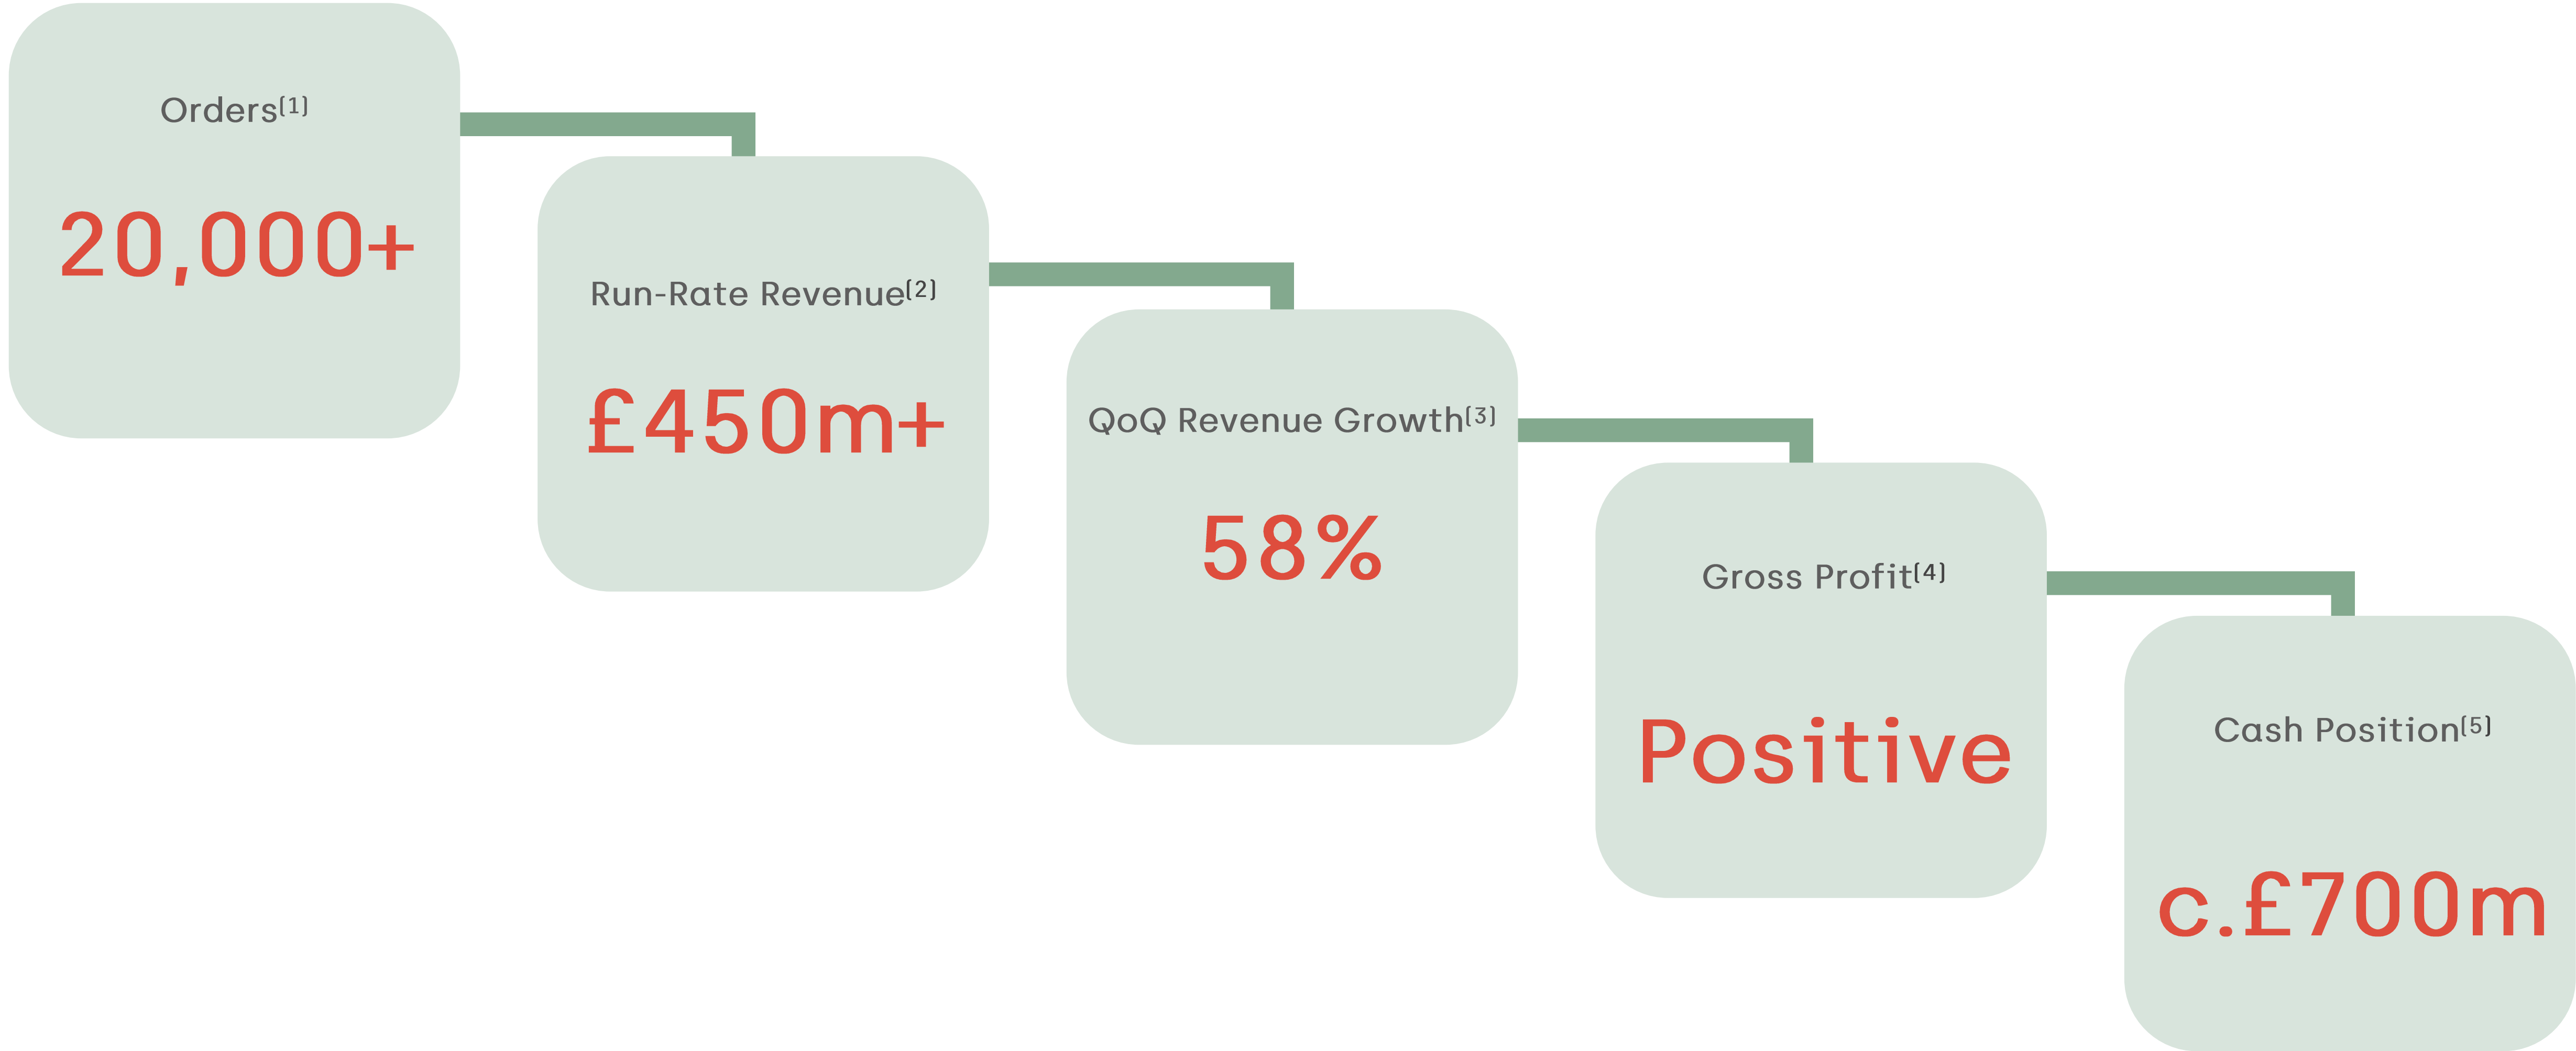 Orders(1)
20,000+
Run-Rate Revenue(2)
£450m+
QoQ Revenue Growth(3)
58%
Gross Profit(4)
Positive
Cash Position(5)
c.£700m